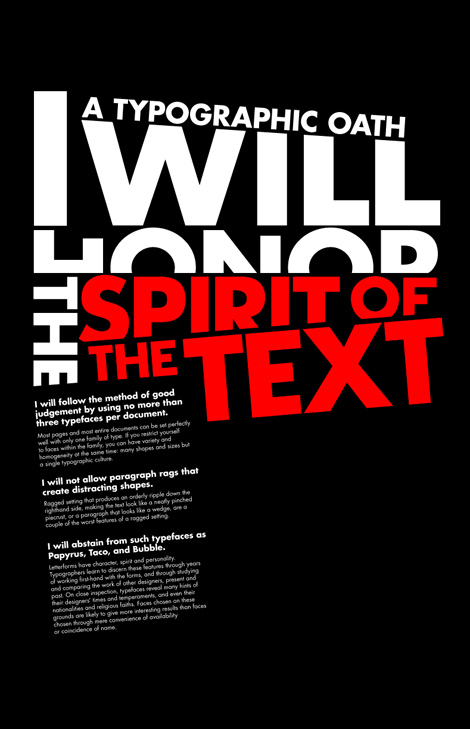 A TYPOGRAPHIC OATH
I WILL
HONOR
THE
SPIRIT OF
THE TEXT
I will follow the method of good
judgement by using no more than
three typefaces per document.
Most pages and most entire documents can be set perfectly
well with only one family of type. If you restrict yourself
to faces within the family, you can have variety and
homogeneity at the same time: many shapes and sizes but
a single typographic culture.
I will not allow paragraph rags that
create distracting shapes.
Ragged setting that produces an orderly ripple down the
righthand side, making the text look like a neatly pinched
piecrust, or a paragraph that looks like a wedge, are a
couple of the worst features of a ragged setting.
I will abstain from such typefaces as
Papyrus, Taco, and Bubble.
Letterforms have character, spirit and personality.
Typographers learn to discern these features through years
of working first-hand with the forms, and through studying
and comparing the work of other designers, present and
past. On close inspection, typefaces reveal many hints of
their designers' times and temperaments, and even their
nationalities and religious faiths. Faces chosen on these
grounds are likely to give more interesting results than faces
chosen through mere convenience of availability
or coincidence of name.